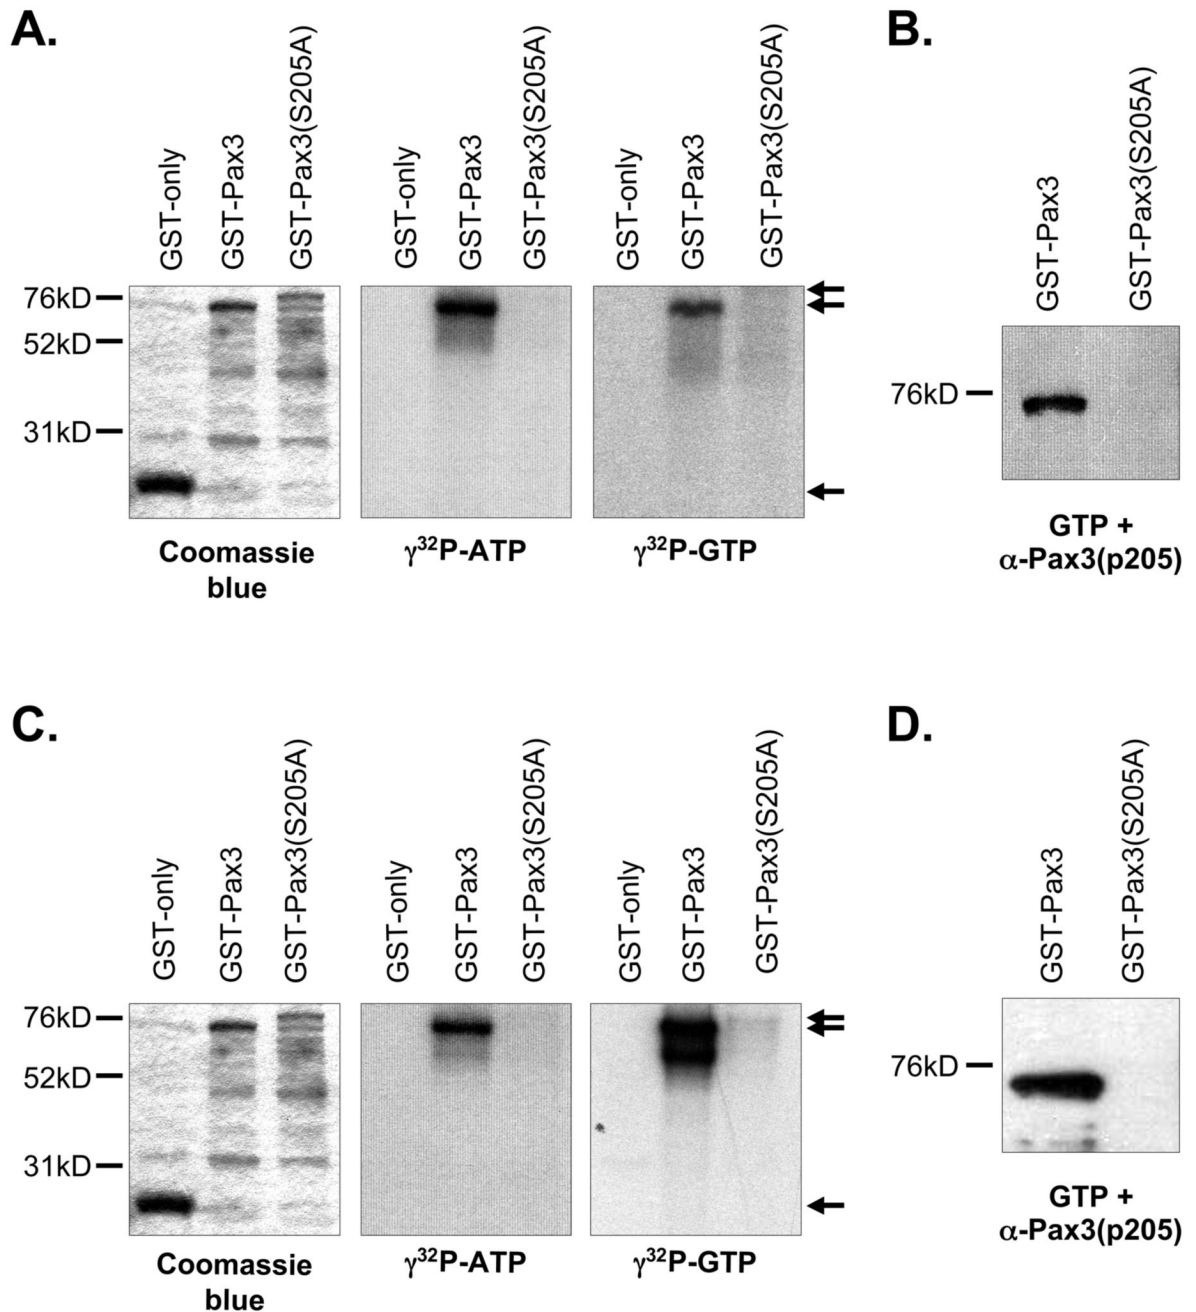 A.
GST-only
GST-Pax3
GST-Pax3(S205A)
GST-only
GST-Pax3
GST-Pax3(S205A)
GST-only
GST-Pax3
GST-Pax3(S205A)
76kD
52kD
31kD
Coomassie
blue
γ³²P-ATP
γ³²P-GTP
B.
GST-Pax3
GST-Pax3(S205A)
76kD
GTP +
α-Pax3(p205)
C.
GST-only
GST-Pax3
GST-Pax3(S205A)
GST-only
GST-Pax3
GST-Pax3(S205A)
GST-only
GST-Pax3
GST-Pax3(S205A)
76kD
52kD
31kD
Coomassie
blue
γ³²P-ATP
γ³²P-GTP
D.
GST-Pax3
GST-Pax3(S205A)
76kD
GTP +
α-Pax3(p205)